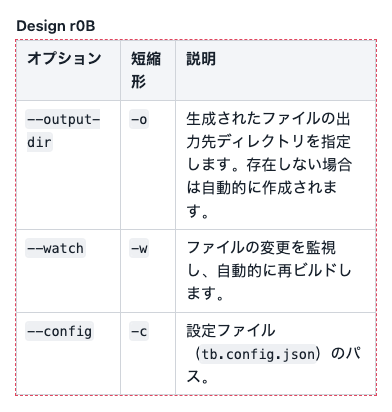 Design r0B
オプション 短縮 説明
形
--output- -o 生成されたファイルの出
dir 力先ディレクトリを指定
します。存在しない場合
は自動的に作成されま
す。
--watch -w ファイルの変更を監視
し、自動的に再ビルドし
ます。
--config -c 設定ファイル
（tb.config.json）のパ
ス。